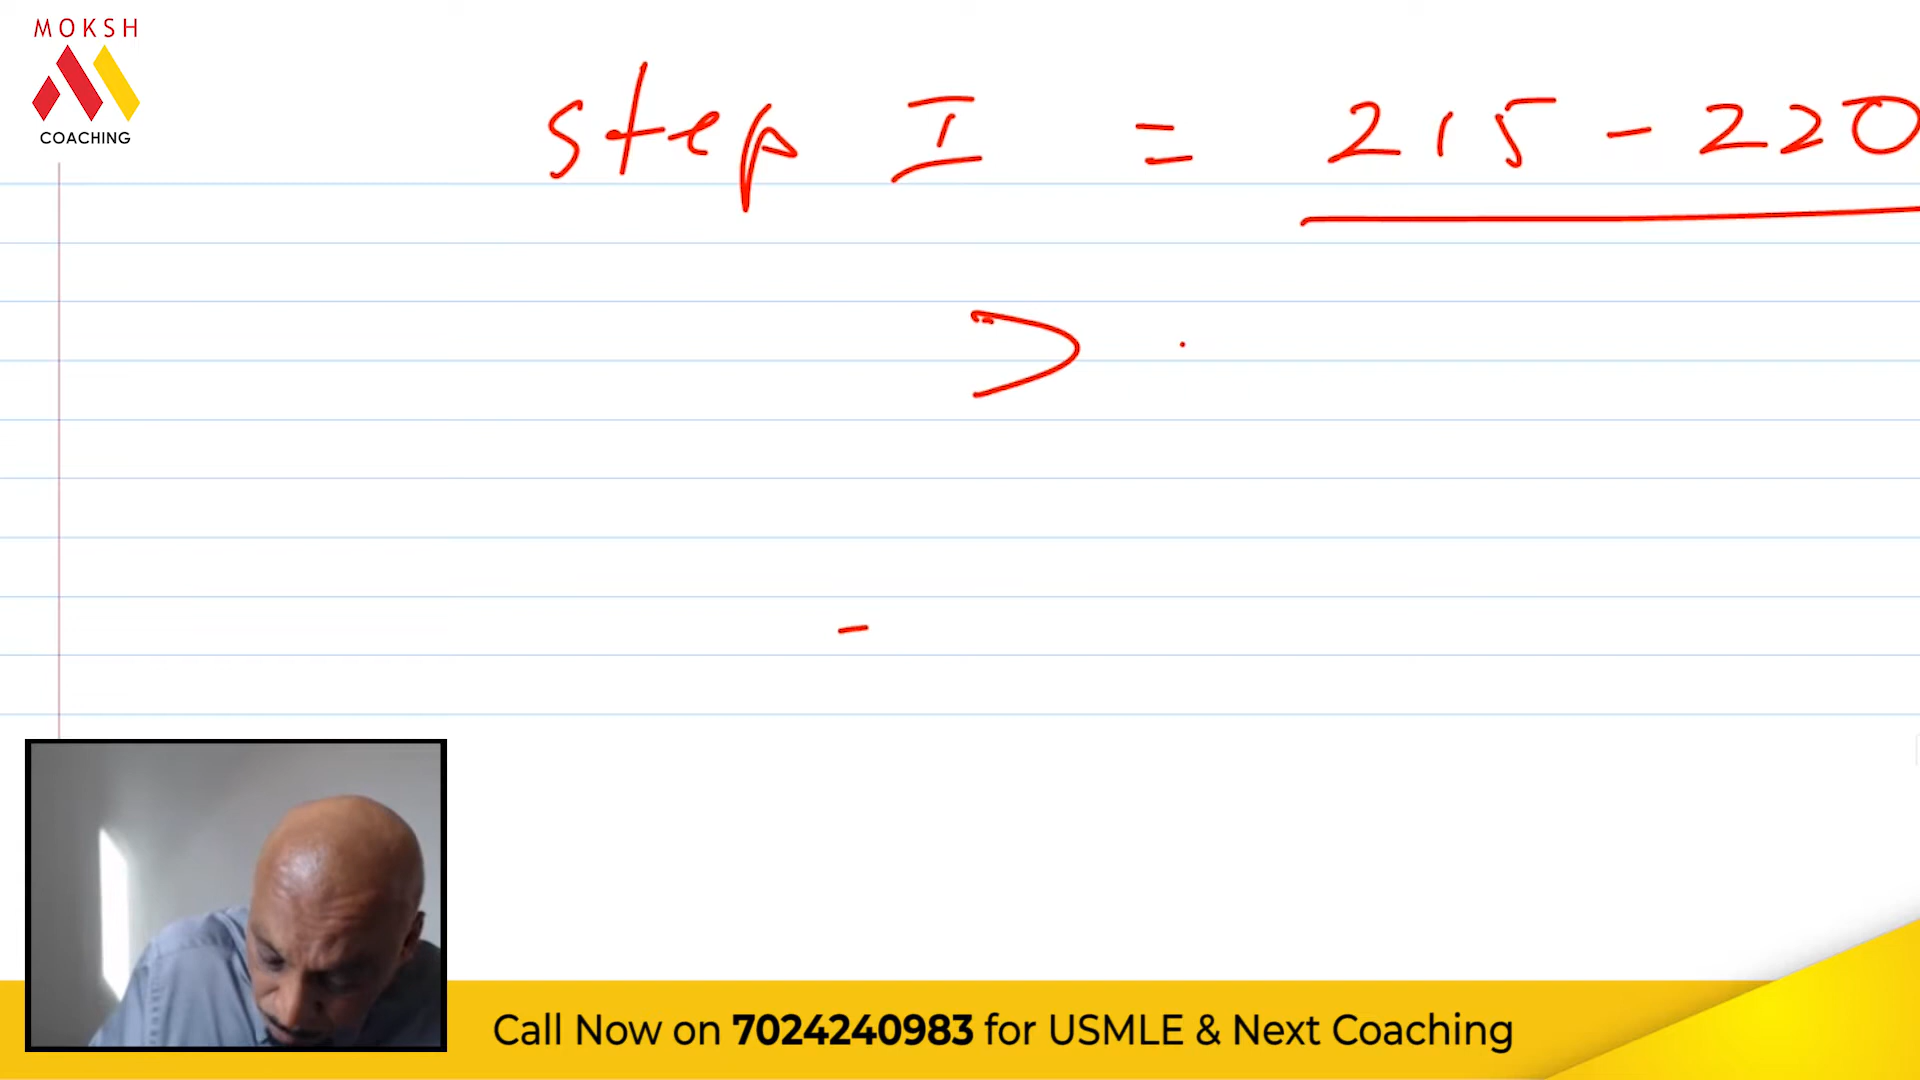 MOKSH
COACHING
step I = 215 - 220
>
-
Call Now on 7024240983 for USMLE & Next Coaching